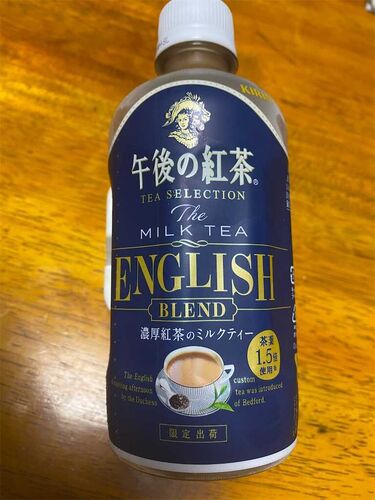 KIRIN
午後の紅茶®
TEA SELECTION
The
MILK TEA
ENGLISH
BLEND
濃厚紅茶のミルクティー
茶葉
1.5倍
使用※
The English custom
afternoon tea was introduced
by the Duchess of Bedford.
限定出荷